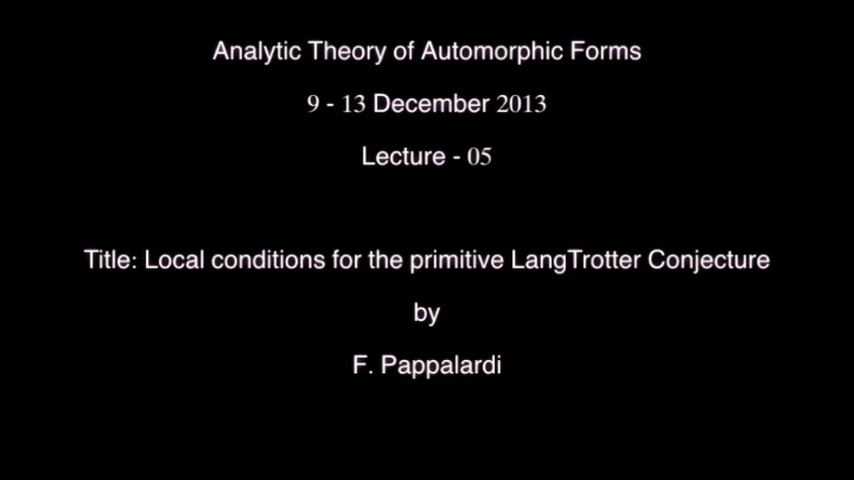 Analytic Theory of Automorphic Forms
9 - 13 December 2013
Lecture - 05
Title: Local conditions for the primitive LangTrotter Conjecture
by
F. Pappalardi